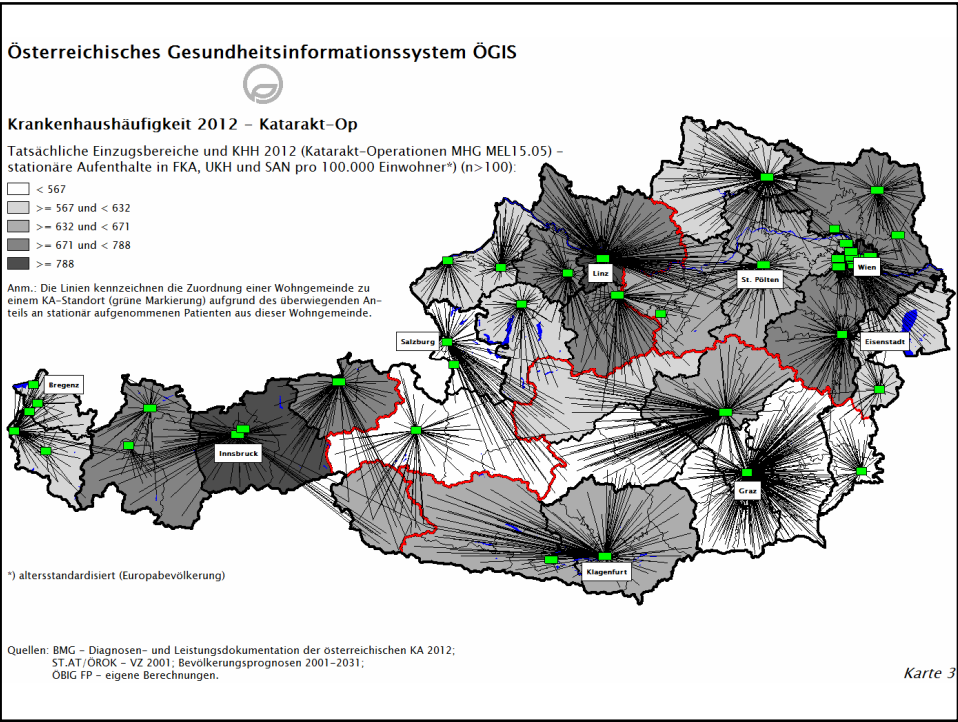 Österreichisches Gesundheitsinformationssystem ÖGIS
Krankenhaushäufigkeit 2012 – Katarakt-Op
Tatsächliche Einzugsbereiche und KHH 2012 (Katarakt-Operationen MHG MEL15.05) –
stationäre Aufenthalte in FKA, UKH und SAN pro 100.000 Einwohner*) (n>100):
< 567
>= 567 und < 632
>= 632 und < 671
>= 671 und < 788
>= 788
Anm.: Die Linien kennzeichnen die Zuordnung einer Wohngemeinde zu
einem KA-Standort (grüne Markierung) aufgrund des überwiegenden An-
teils an stationär aufgenommenen Patienten aus dieser Wohngemeinde.
Linz
St. Pölten
Wien
Salzburg
Eisenstadt
Bregenz
Innsbruck
Graz
Klagenfurt
*) altersstandardisiert (Europabevölkerung)
Quellen: BMG – Diagnosen- und Leistungsdokumentation der österreichischen KA 2012;
ST.AT/ÖROK – VZ 2001; Bevölkerungsprognosen 2001-2031;
ÖBIG FP – eigene Berechnungen.
Karte 3